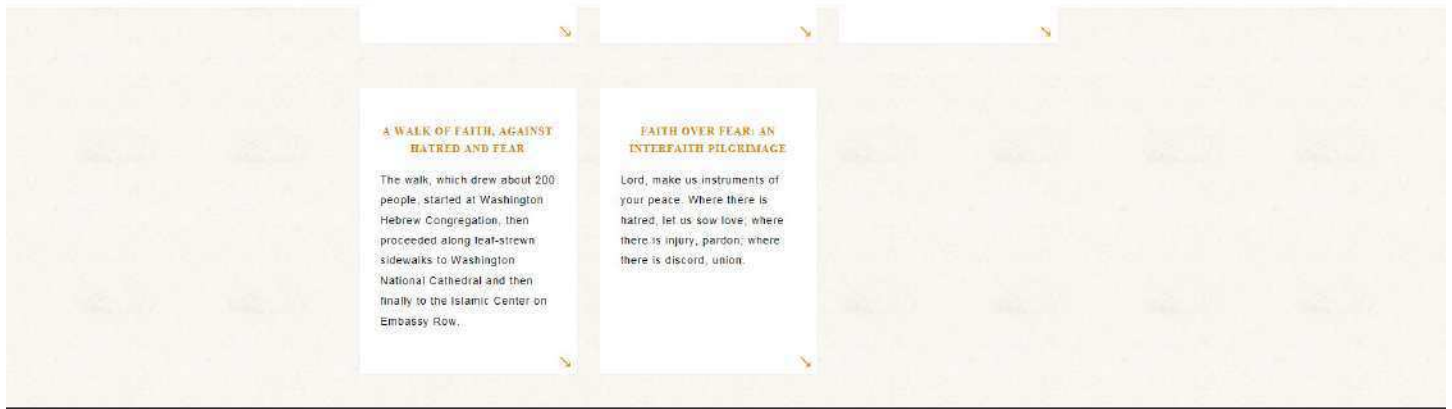 A WALK OF FAITH, AGAINST
HATRED AND FEAR
The walk, which drew about 200
people, started at Washington
Hebrew Congregation, then
proceeded along leaf-strewn
sidewalks to Washington
National Cathedral and then
finally to the Islamic Center on
Embassy Row.
FAITH OVER FEAR: AN
INTERFAITH PILGRIMAGE
Lord, make us instruments of
your peace. Where there is
hatred, let us sow love; where
there is injury, pardon; where
there is discord, union.